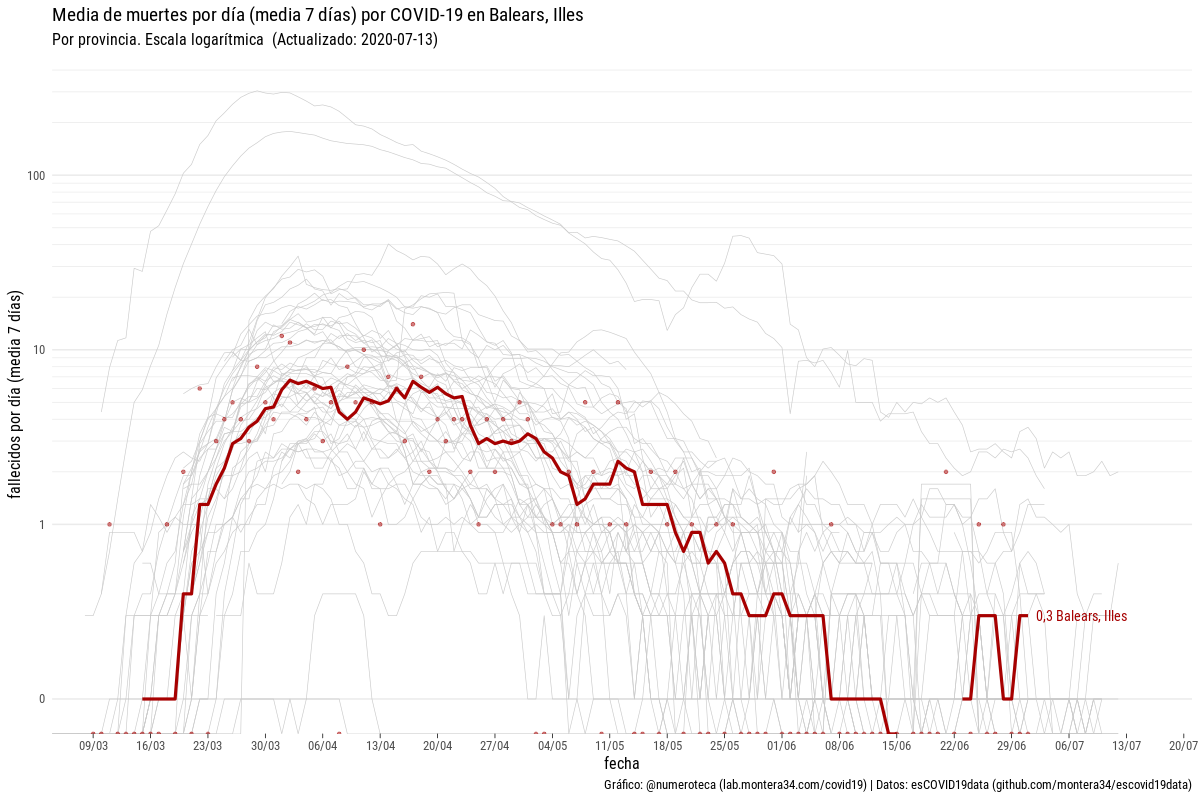 Media de muertes por día (media 7 días) por COVID-19 en Balears, Illes
Por provincia. Escala logarítmica  (Actualizado: 2020-07-13)
fallecidos por día (media 7 días)
100
10
1
0
0,3 Balears, Illes
09/03 16/03 23/03 30/03 06/04 13/04 20/04 27/04 04/05 11/05 18/05 25/05 01/06 08/06 15/06 22/06 29/06 06/07 13/07 20/07
fecha
Gráfico: @numeroteca (lab.montera34.com/covid19) | Datos: esCOVID19data (github.com/montera34/escovid19data)